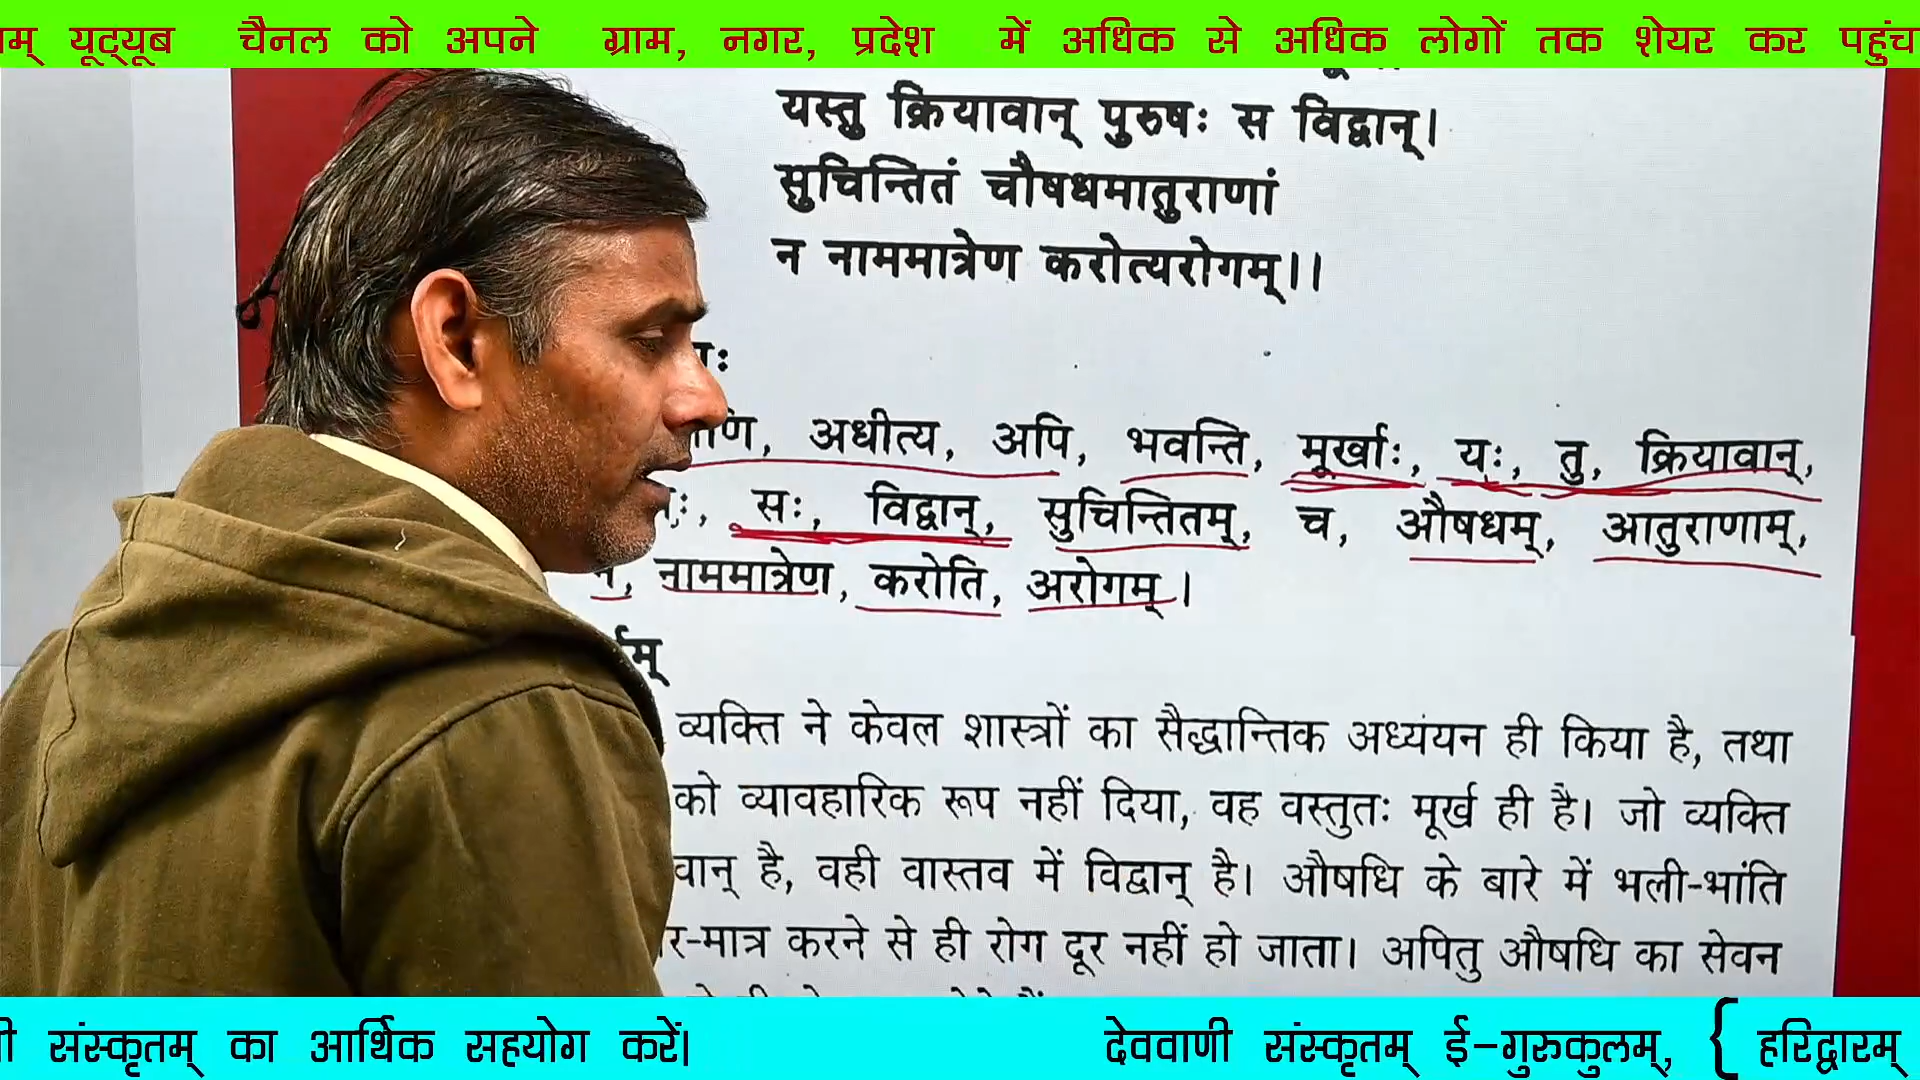 यूट्यूब चैनल को अपने ग्राम, नगर, प्रदेश में अधिक से अधिक लोगों तक शेयर कर
यस्तु क्रियावान् पुरुषः स विद्वान्।
सुचिन्तितं चौषधमातुराणां
न नाममात्रेण करोत्यरोगम्।।
अधीत्य, अपि, भवन्ति, मूर्खाः, यः, तु, क्रियावान्,
सः, विद्वान्, सुचिन्तितम्, च, औषधम्, आतुराणाम्,
न, नाममात्रेण, करोति, अरोगम् ।
व्यक्ति ने केवल शास्त्रों का सैद्धान्तिक अध्ययन ही किया है, तथा
को व्यावहारिक रूप नहीं दिया, वह वस्तुतः मूर्ख ही है। जो व्यक्ति
वान् है, वही वास्तव में विद्वान् है। औषधि के बारे में भली-भांति
र-मात्र करने से ही रोग दूर नहीं हो जाता। अपितु औषधि का सेवन
संस्कृतम् का आर्थिक सहयोग करें। देववाणी संस्कृतम् ई-गुरुकुलम्, { हरिद्वारम्